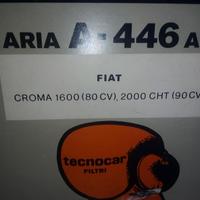 ARIA A-446 A
FIAT
CROMA 1600 (80 CV), 2000 CHT (90 CV
tecnocar
FILTRI